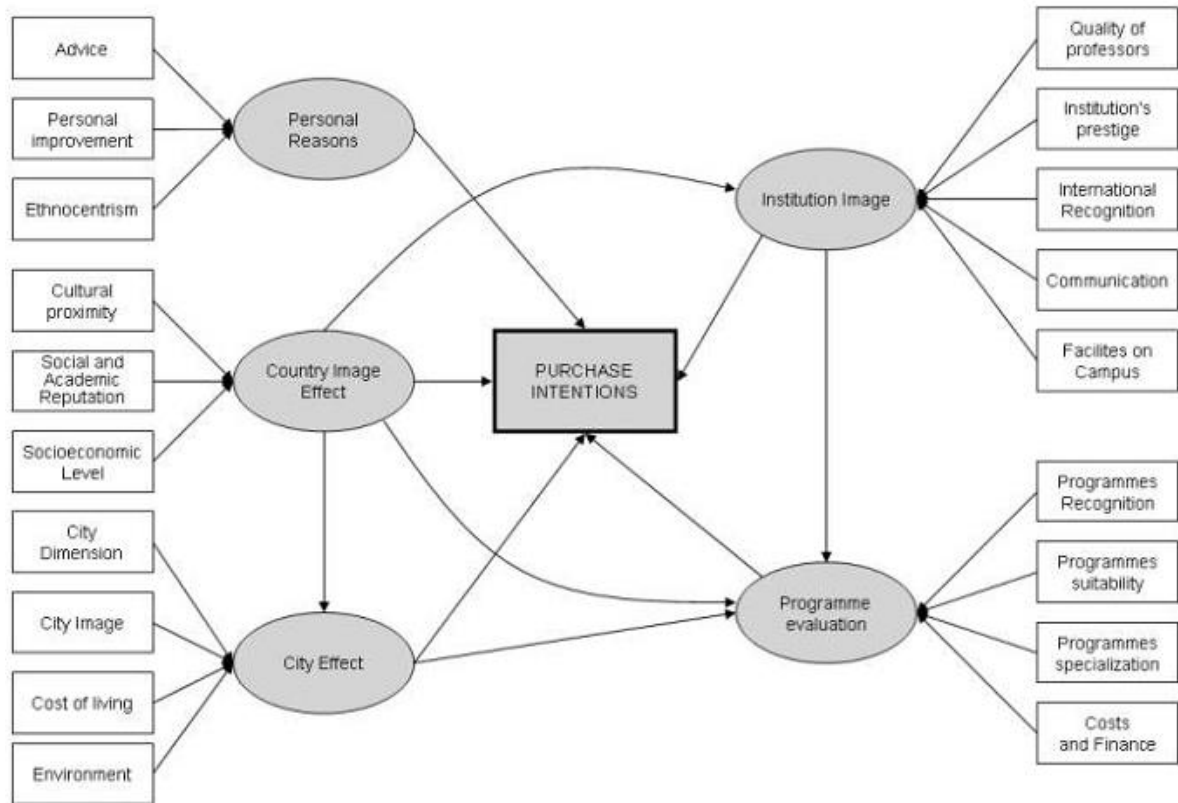 Advice
Personal
improvement
Ethnocentrism
Personal
Reasons
Cultural
proximity
Social and
Academic
Reputation
Socioeconomic
Level
Country Image
Effect
City
Dimension
City Image
Cost of living
Environment
City Effect
PURCHASE
INTENTIONS
Institution Image
Quality of
professors
Institution's
prestige
International
Recognition
Communication
Facilites on
Campus
Programme
evaluation
Programmes
Recognition
Programmes
suitability
Programmes
specialization
Costs
and Finance